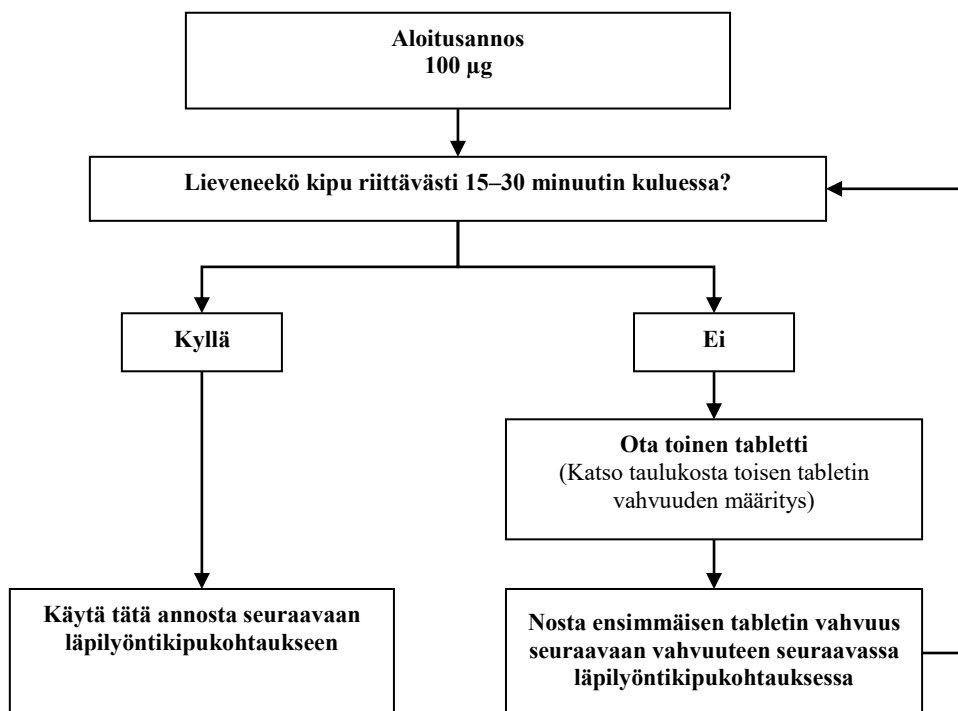 Aloitusannos
100 µg
Lieveneekö kipu riittävästi 15–30 minuutin kuluessa?
Kyllä
Ei
Ota toinen tabletti
(Katso taulukosta toisen tabletin
vahvuuden määritys)
Käytä tätä annosta seuraavaan
läpilyöntikipukohtaukseen
Nosta ensimmäisen tabletin vahvuus
seuraavaan vahvuuteen seuraavassa
läpilyöntikipukohtauksessa